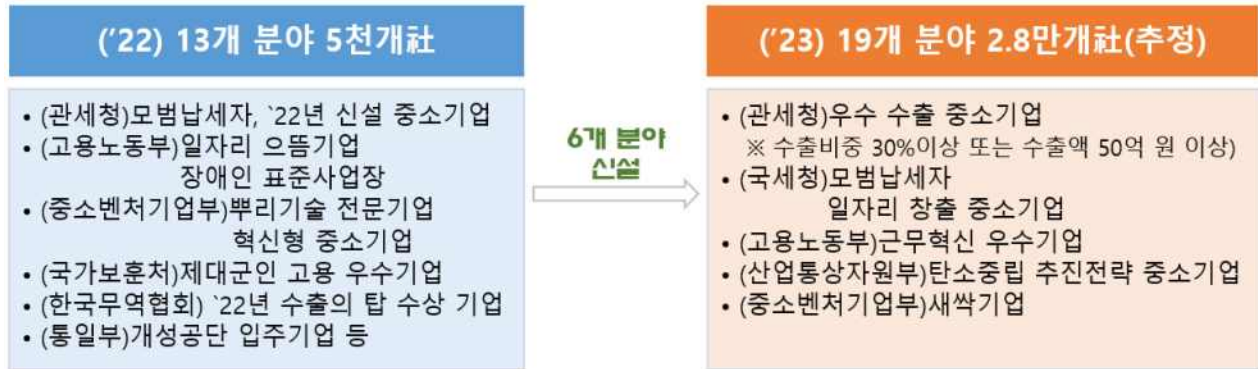 ('22) 13개 분야 5천개社
• (관세청)모범납세자, `22년 신설 중소기업
• (고용노동부)일자리 으뜸기업
장애인 표준사업장
• (중소벤처기업부)뿌리기술 전문기업
혁신형 중소기업
• (국가보훈처)제대군인 고용 우수기업
• (한국무역협회) `22년 수출의 탑 수상 기업
• (통일부)개성공단 입주기업 등
6개 분야
신설
('23) 19개 분야 2.8만개社(추정)
• (관세청)우수 수출 중소기업
※ 수출비중 30%이상 또는 수출액 50억 원 이상)
• (국세청)모범납세자
일자리 창출 중소기업
• (고용노동부)근무혁신 우수기업
• (산업통상자원부)탄소중립 추진전략 중소기업
• (중소벤처기업부)새싹기업